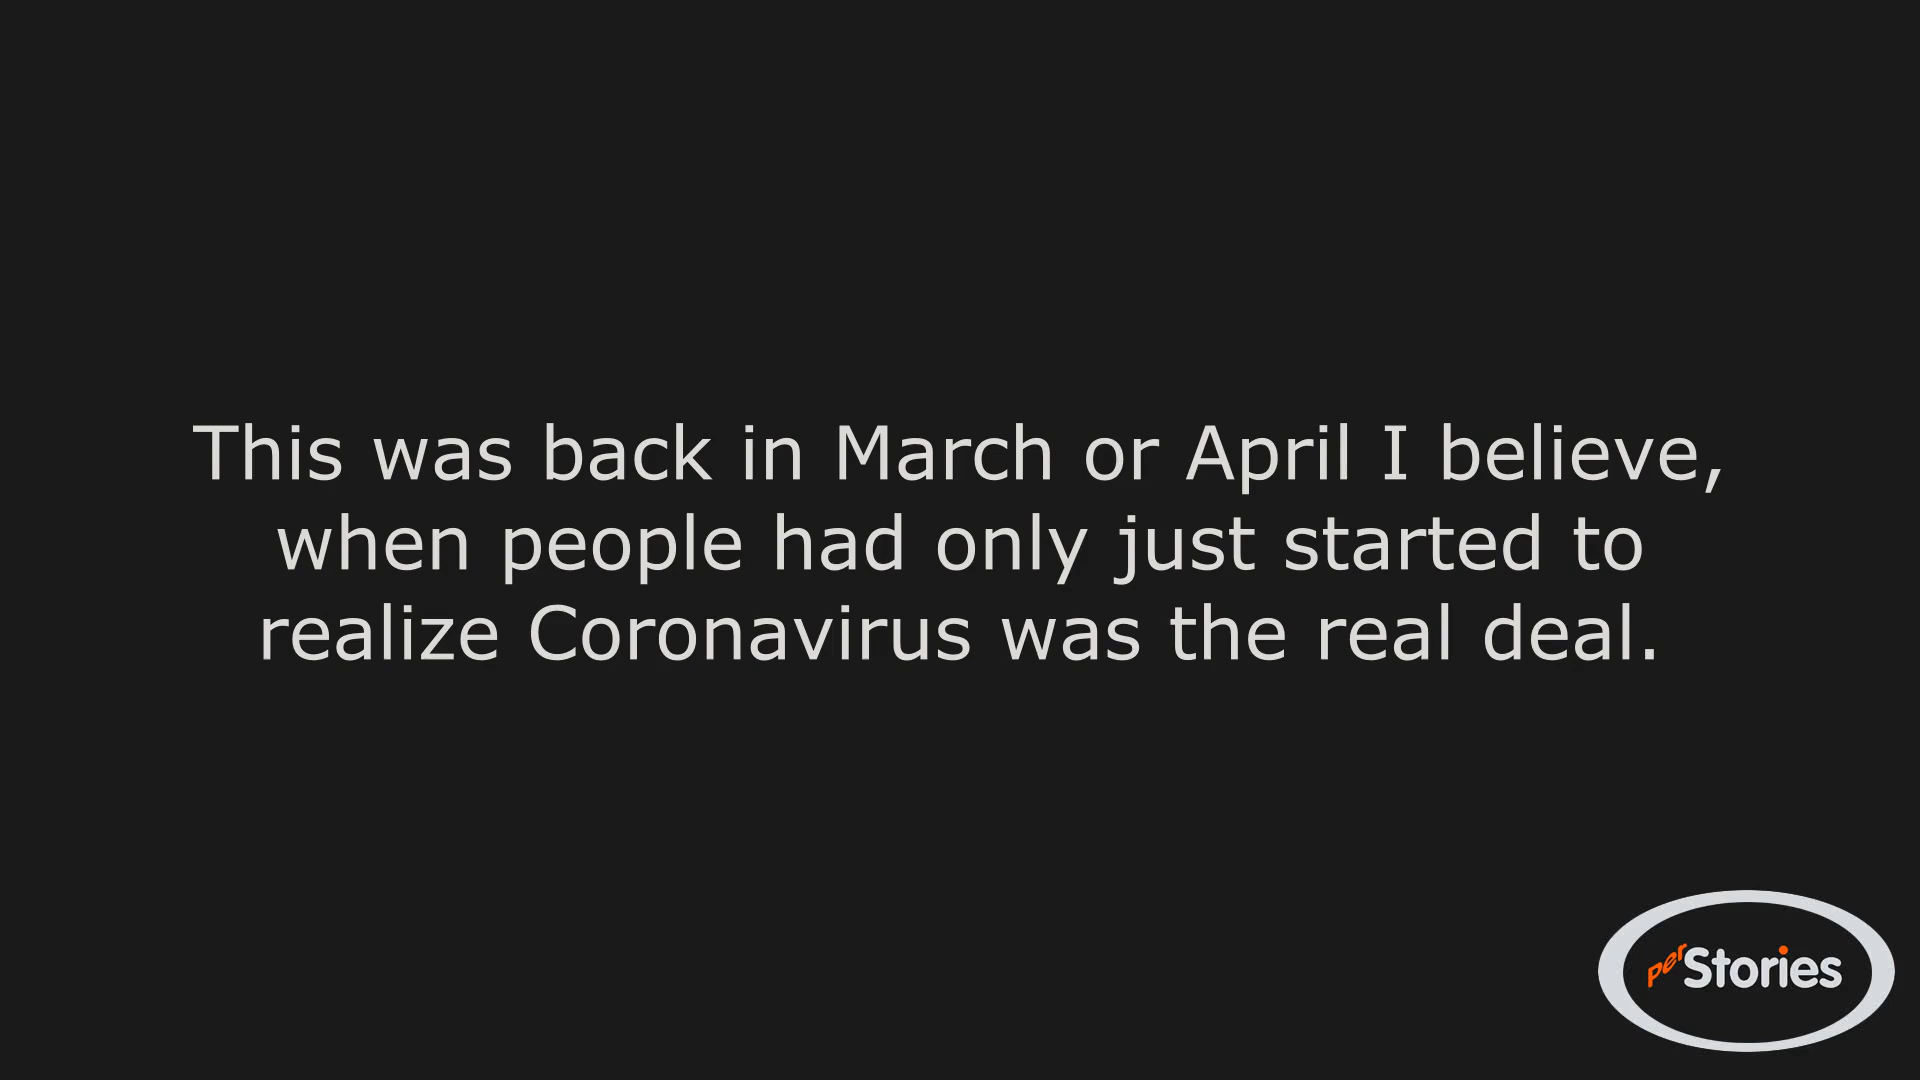 This was back in March or April I believe,
when people had only just started to
realize Coronavirus was the real deal.
perStories